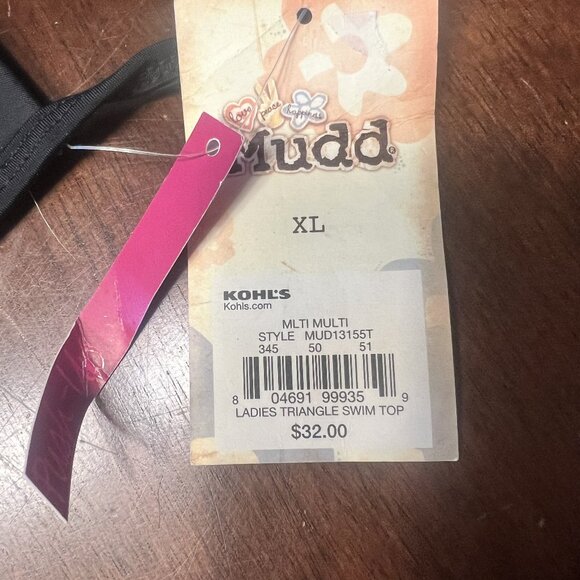 love peace happiness
Mudd®
XL
KOHL'S
Kohls.com
MLTI MULTI
STYLE MUD13155T
345 50 51
8 04691 99935 9
LADIES TRIANGLE SWIM TOP
$32.00